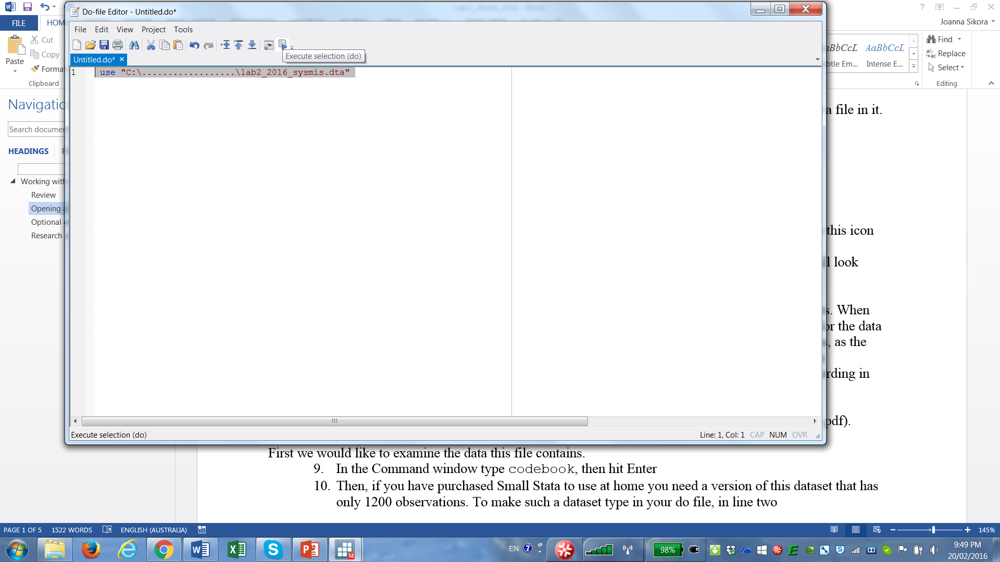 Do-file Editor - Untitled.do*
FILE
HOM
Joanna Sikora
File Edit View Project Tools
Cut
Copy
Paste
Format
Clipboard
Execute selection (do)
Untitled.do*
1 use "C:\..................\lab2_2016_sysmis.dta"
Find
Replace
Select
Editing
AaBbCcL
Intense E...
Navigatio
Search documen
HEADINGS
Working with
Review
Opening a
Optional
Research
a file in it.
this icon
l look
s. When
or the data
, as the
rding in
pdf).
Execute selection (do)
Line: 1, Col: 1 CAP NUM OVR
First we would like to examine the data this file contains.
9. In the Command window type codebook, then hit Enter
10. Then, if you have purchased Small Stata to use at home you need a version of this dataset that has
only 1200 observations. To make such a dataset type in your do file, in line two
PAGE 1 OF 5 1522 WORDS ENGLISH (AUSTRALIA)
145%
EN
14
98%
9:49 PM
20/02/2016